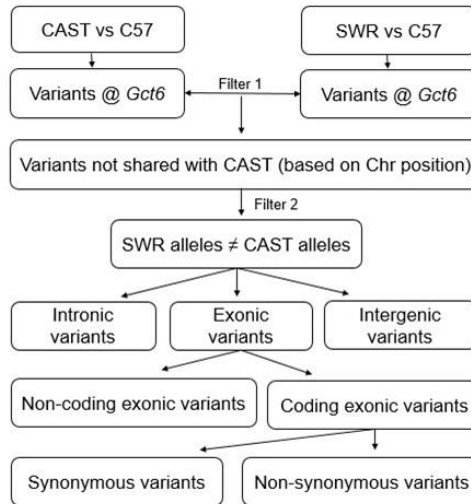 CAST vs C57
SWR vs C57
Variants @ Gct6
Filter 1
Variants @ Gct6
Variants not shared with CAST (based on Chr position)
Filter 2
SWR alleles ≠ CAST alleles
Intronic
variants
Exonic
variants
Intergenic
variants
Non-coding exonic variants
Coding exonic variants
Synonymous variants
Non-synonymous variants